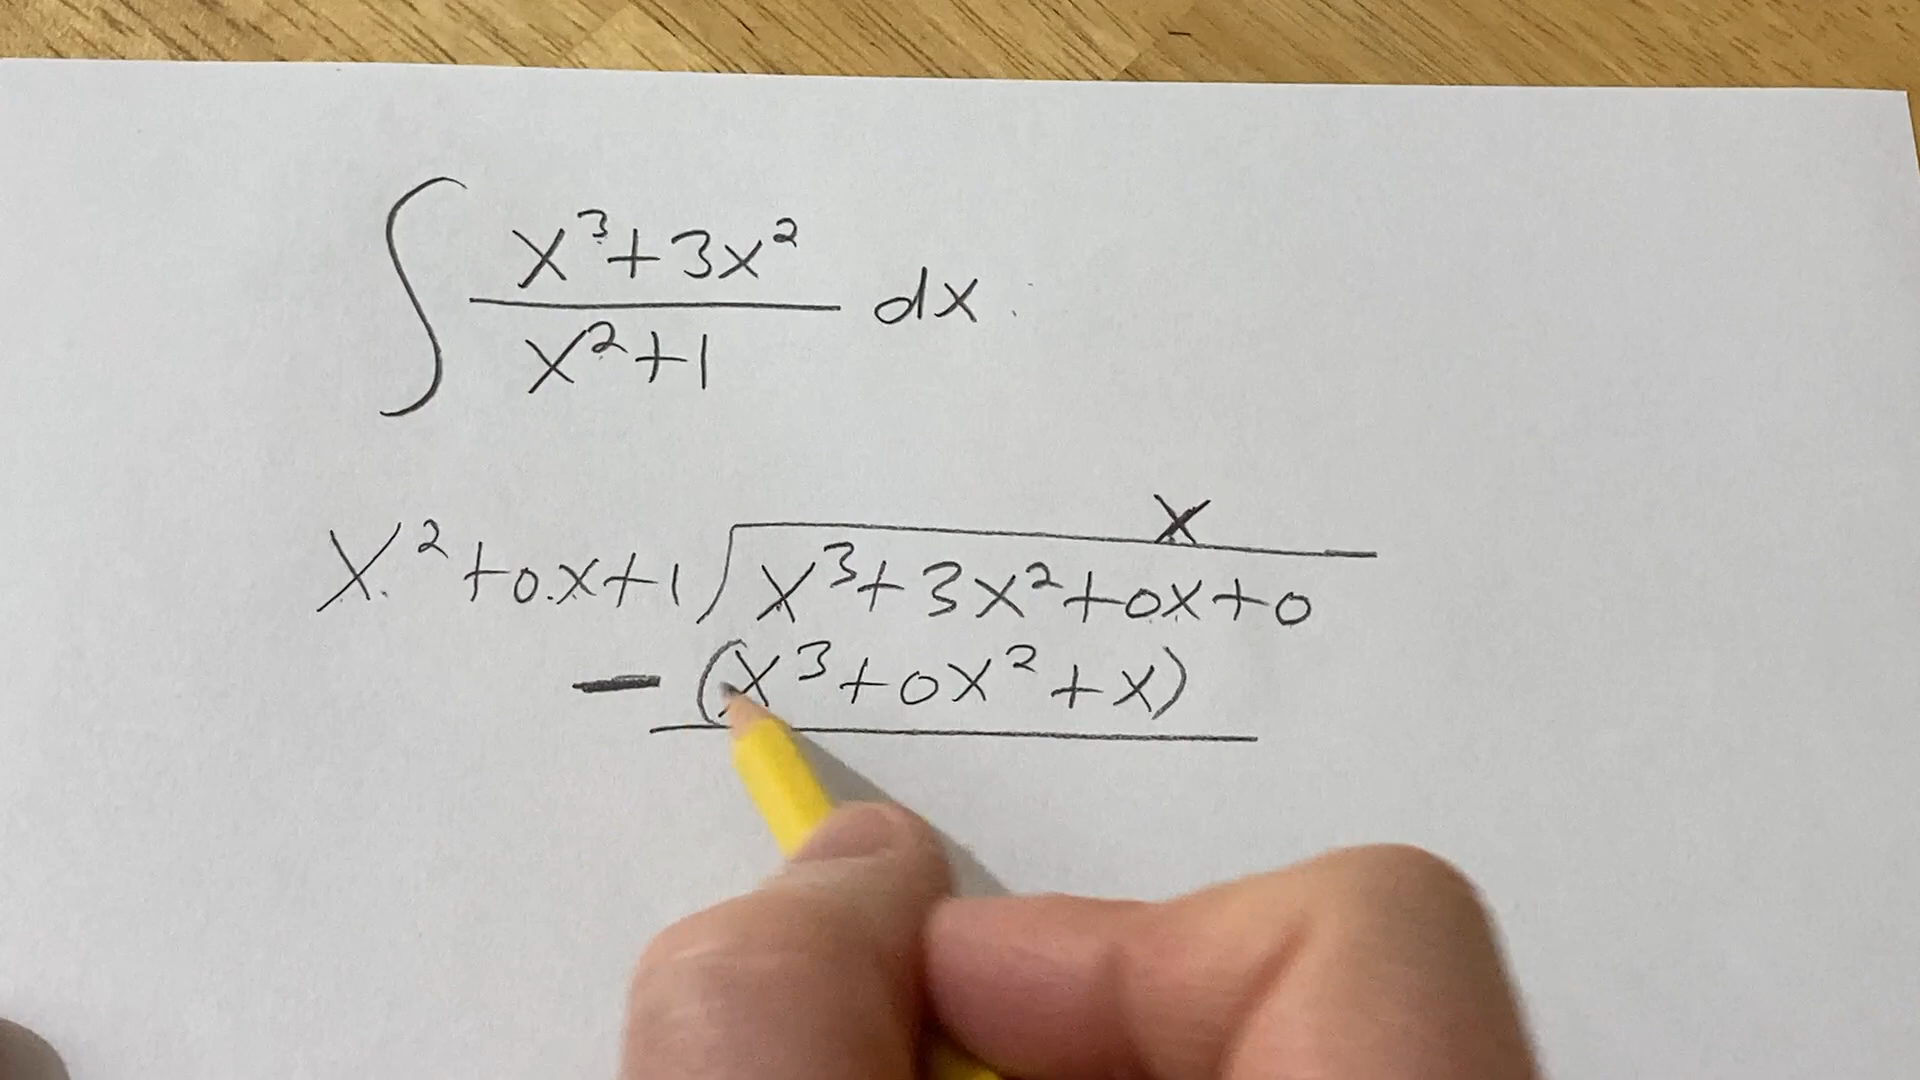 ∫ x³+3x² / x²+1 dx
x
x²+0x+1 ) x³+3x²+0x+0
− (x³+0x²+x)